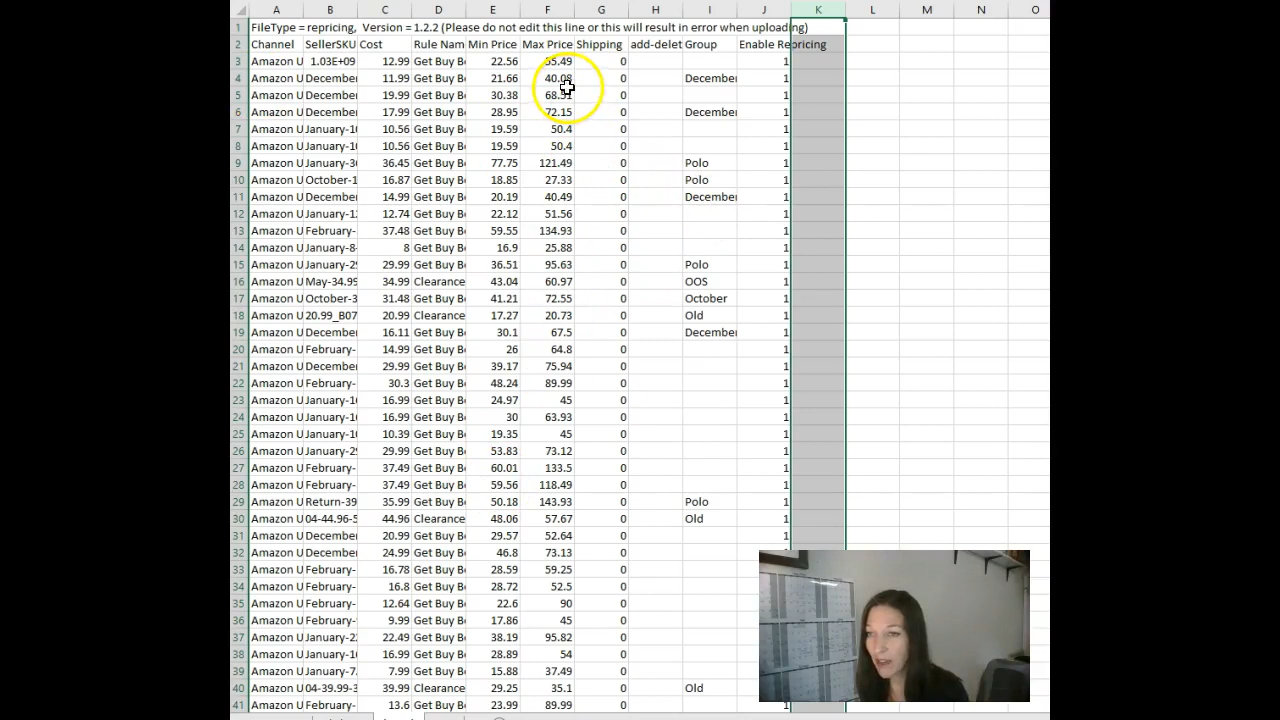 A B C D E F G H I J K L M N O
1 FileType = repricing, Version = 1.2.2 (Please do not edit this line or this will result in error when uploading)
2 Channel SellerSKU Cost Rule Nam Min Price Max Price Shipping add-delet Group Enable Repricing
3 Amazon U 1.03E+09 12.99 Get Buy B 22.56 55.49 0 1
4 Amazon U December 11.99 Get Buy B 21.66 40.08 0 December 1
5 Amazon U December 19.99 Get Buy B 30.38 68.31 0 1
6 Amazon U December 17.99 Get Buy B 28.95 72.15 0 December 1
7 Amazon U January-10 10.56 Get Buy B 19.59 50.4 0 1
8 Amazon U January-10 10.56 Get Buy B 19.59 50.4 0 1
9 Amazon U January-30 36.45 Get Buy B 77.75 121.49 0 Polo 1
10 Amazon U October-1 16.87 Get Buy B 18.85 27.33 0 Polo 1
11 Amazon U December 14.99 Get Buy B 20.19 40.49 0 December 1
12 Amazon U January-12 12.74 Get Buy B 22.12 51.56 0 1
13 Amazon U February- 37.48 Get Buy B 59.55 134.93 0 1
14 Amazon U January-8- 8 Get Buy B 16.9 25.88 0 1
15 Amazon U January-29 29.99 Get Buy B 46.51 95.63 0 Polo 1
16 Amazon U May-34.99 34.99 Clearance 43.04 60.97 0 OOS 1
17 Amazon U October-3 31.48 Get Buy B 41.21 72.55 0 October 1
18 Amazon U 20.99_B07 20.99 Clearance 17.27 20.73 0 Old 1
19 Amazon U December 16.11 Get Buy B 30.1 67.5 0 December 1
20 Amazon U February- 14.99 Get Buy B 26 64.8 0 1
21 Amazon U December 29.99 Get Buy B 39.17 75.94 0 1
22 Amazon U February- 30.3 Get Buy B 48.24 89.99 0 1
23 Amazon U January-16 16.99 Get Buy B 24.97 45 0 1
24 Amazon U January-16 16.99 Get Buy B 30 63.93 0 1
25 Amazon U January-10 10.39 Get Buy B 19.35 45 0 1
26 Amazon U January-29 29.99 Get Buy B 53.83 73.12 0 1
27 Amazon U February- 37.49 Get Buy B 60.01 133.5 0 1
28 Amazon U February- 37.49 Get Buy B 59.56 118.49 0 1
29 Amazon U Return-39 35.99 Get Buy B 50.18 143.93 0 Polo 1
30 Amazon U 04-44.96-5 44.96 Clearance 48.06 57.67 0 Old 1
31 Amazon U December 20.99 Get Buy B 26.57 52.64 0 1
32 Amazon U December 24.99 Get Buy B 46.8 73.13 0 1
33 Amazon U February- 16.78 Get Buy B 28.59 59.25 0
34 Amazon U February- 16.8 Get Buy B 28.72 52.5 0
35 Amazon U February- 12.64 Get Buy B 22.6 90 0
36 Amazon U February- 9.99 Get Buy B 17.86 45 0
37 Amazon U January-22 22.49 Get Buy B 38.19 95.82 0
38 Amazon U January-16 16.99 Get Buy B 28.89 54 0
39 Amazon U January-7. 7.99 Get Buy B 15.88 37.49 0
40 Amazon U 04-39.99-3 39.99 Clearance 29.25 35.1 0 Old
41 Amazon U February- 13.6 Get Buy B 89.99 0 1